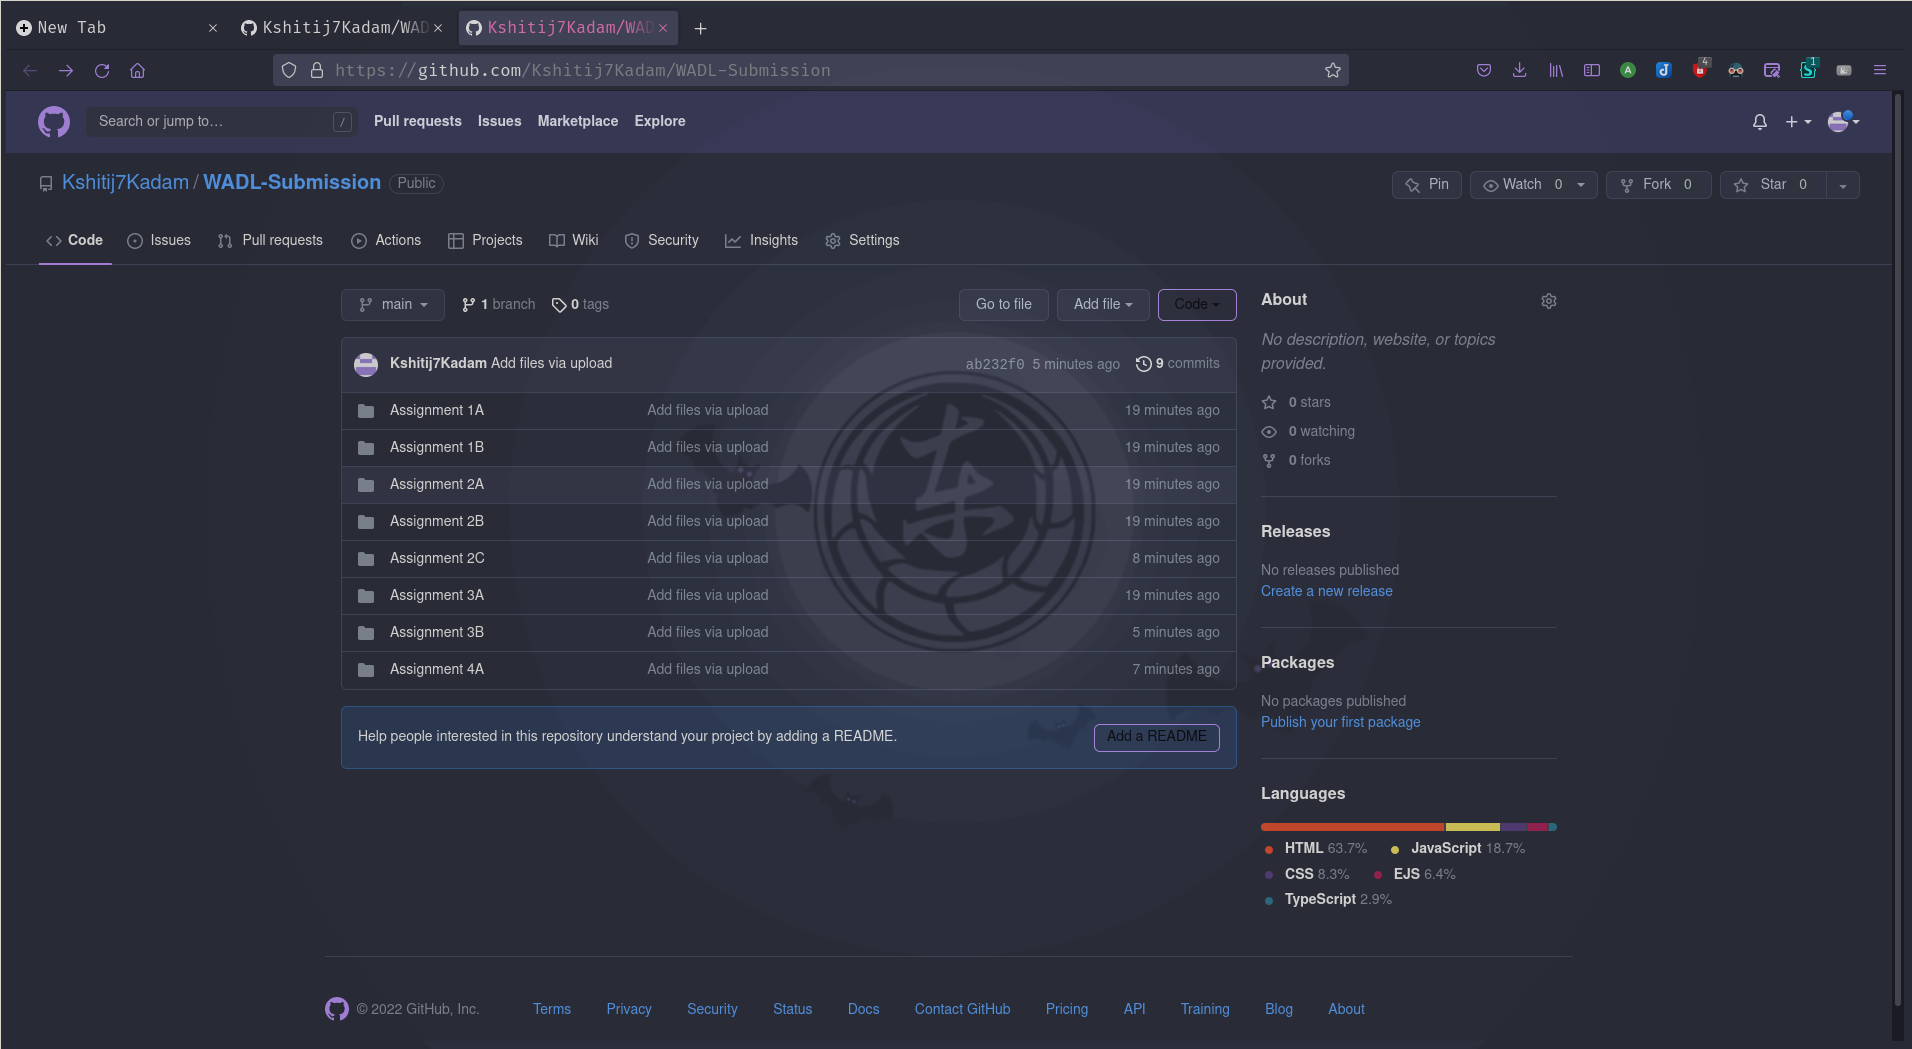 New Tab
Kshitij7Kadam/WAD
Kshitij7Kadam/WAD
https://github.com/Kshitij7Kadam/WADL-Submission
A
4
1
Search or jump to… /
Pull requests Issues Marketplace Explore
Kshitij7Kadam / WADL-Submission Public
Pin Watch 0 Fork 0 Star 0
Code Issues Pull requests Actions Projects Wiki Security Insights Settings
main 1 branch 0 tags Go to file Add file Code
Kshitij7Kadam Add files via upload ab232f0 5 minutes ago 9 commits
Assignment 1A Add files via upload 19 minutes ago
Assignment 1B Add files via upload 19 minutes ago
Assignment 2A Add files via upload 19 minutes ago
Assignment 2B Add files via upload 19 minutes ago
Assignment 2C Add files via upload 8 minutes ago
Assignment 3A Add files via upload 19 minutes ago
Assignment 3B Add files via upload 5 minutes ago
Assignment 4A Add files via upload 7 minutes ago
东
Help people interested in this repository understand your project by adding a README. Add a README
About
No description, website, or topics
provided.
0 stars
0 watching
0 forks
Releases
No releases published
Create a new release
Packages
No packages published
Publish your first package
Languages
HTML 63.7% JavaScript 18.7%
CSS 8.3% EJS 6.4%
TypeScript 2.9%
© 2022 GitHub, Inc. Terms Privacy Security Status Docs Contact GitHub Pricing API Training Blog About